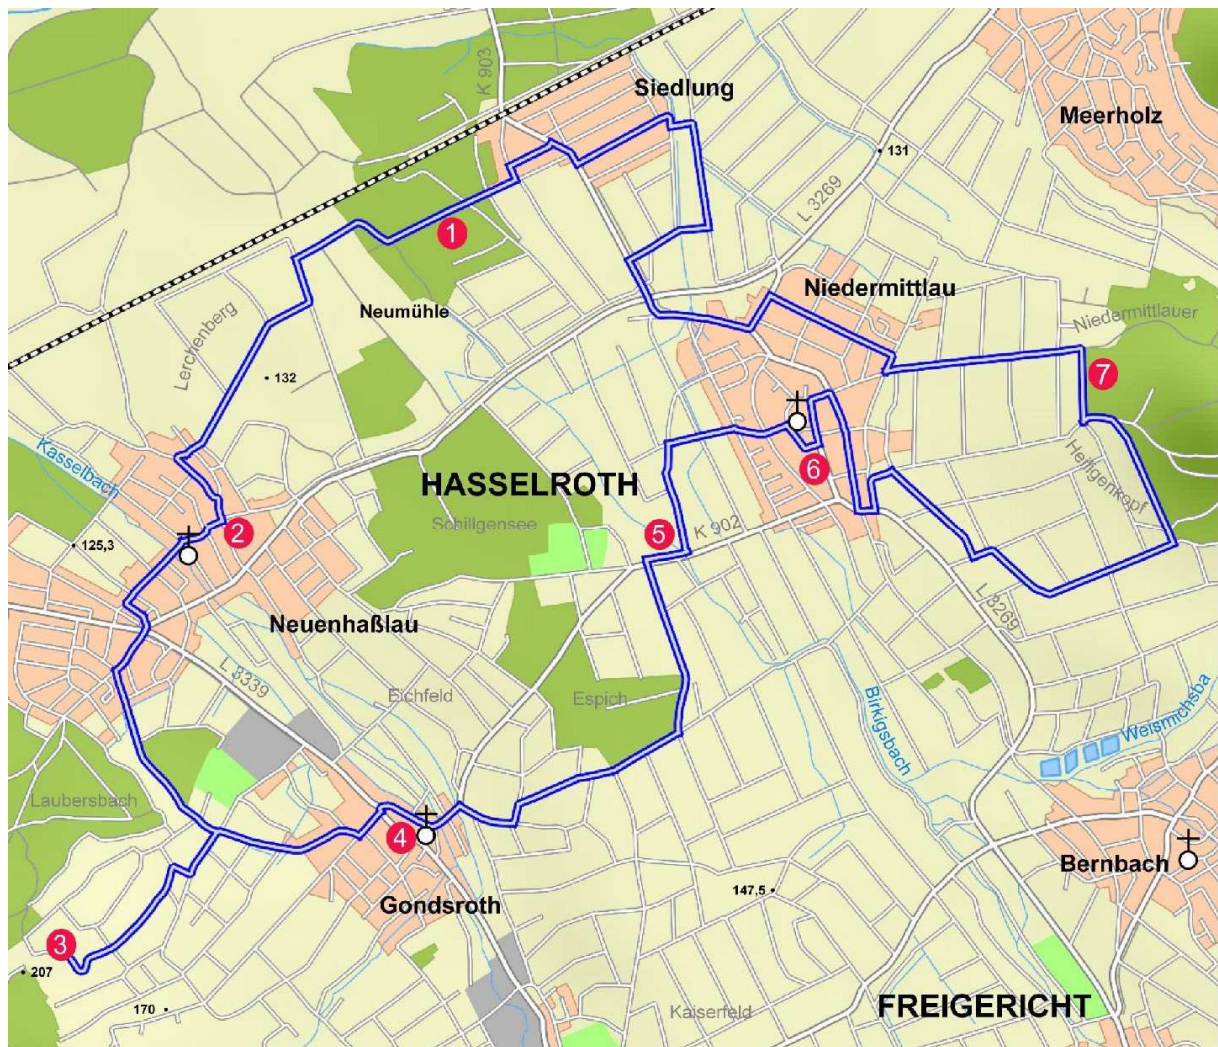 K 903
Siedlung
Meerholz
131
L 3269
1
Niedermittlau
Neumühle
Niedermittlauer
Lerchenberg
132
7
Kasselbach
Heiligenkopf
6
HASSELROTH
Schillgensee
2
5
K 902
125,3
L 3269
Neuenhaßlau
L 3339
Eichfeld
Espich
Birkigsbach
Weismichsba
Laubersbach
4
Bernbach
147,5
Gondsroth
3
207
170
Kaiserfeld
FREIGERICHT